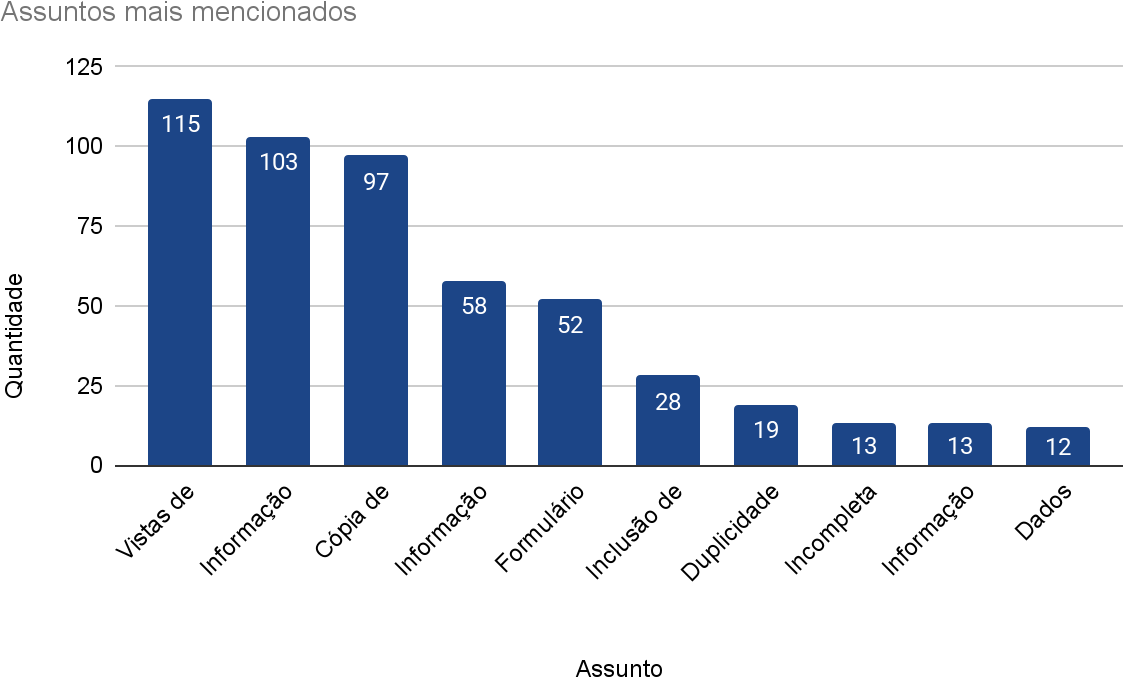 Assuntos mais mencionados
125
100
75
50
25
0
Quantidade
115
103
97
58
52
28
19
13
13
12
Vistas de
Informação
Cópia de
Informação
Formulário
Inclusão de
Duplicidade
Incompleta
Informação
Dados
Assunto